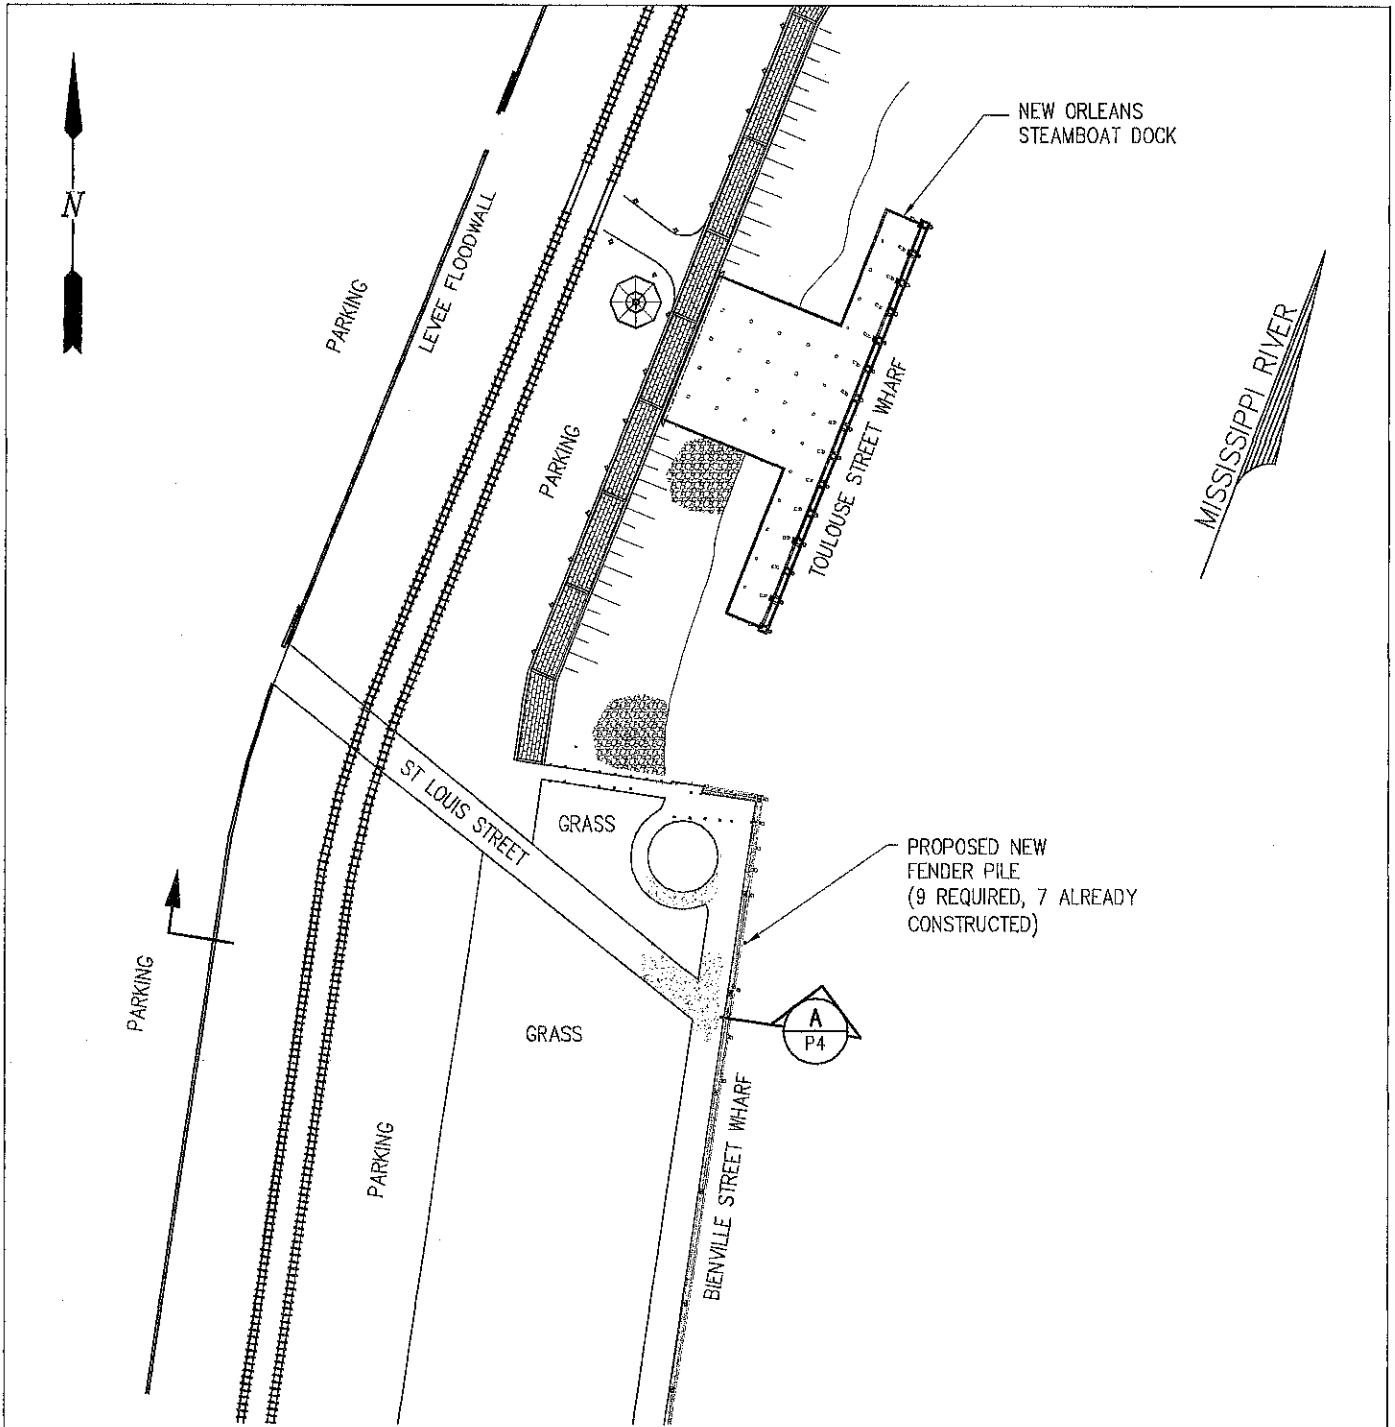 NEW ORLEANS
STEAMBOAT DOCK
N
LEVEE FLOODWALL
PARKING
MISSISSIPPI RIVER
TOULOUSE STREET WHARF
PARKING
ST LOUIS STREET
GRASS
PROPOSED NEW
FENDER PILE
(9 REQUIRED, 7 ALREADY
CONSTRUCTED)
PARKING
A
P4
GRASS
BIENVILLE STREET WHARF
PARKING